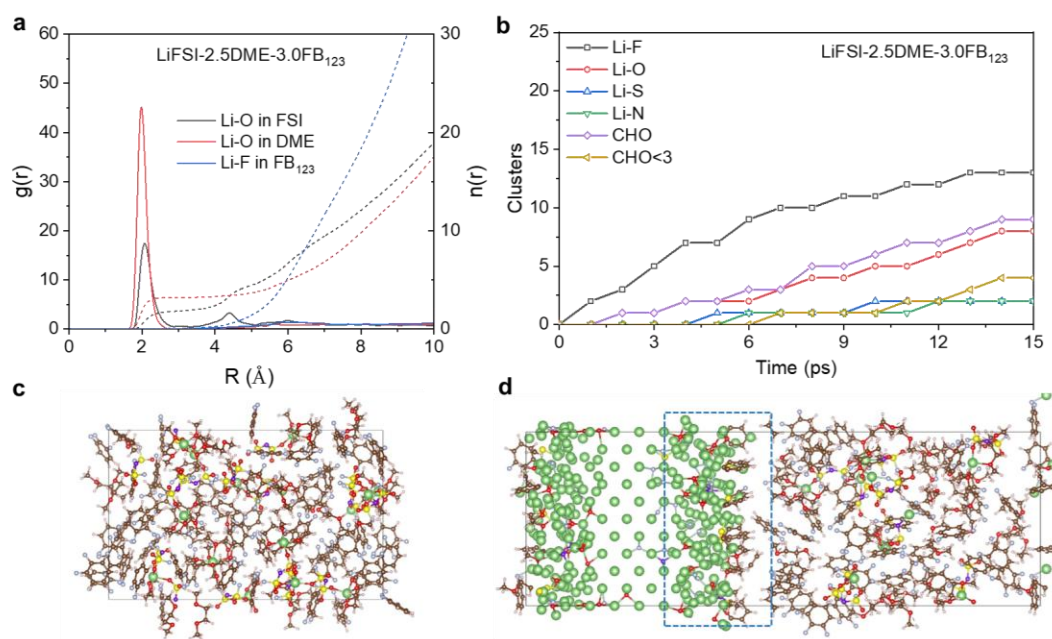 a
LiFSI-2.5DME-3.0FB₁₂₃
Li-O in FSI
Li-O in DME
Li-F in FB₁₂₃
g(r)
n(r)
60
50
40
30
20
10
0
30
20
10
0
0 2 4 6 8 10
R (Å)
b
LiFSI-2.5DME-3.0FB₁₂₃
Li-F
Li-O
Li-S
Li-N
CHO
CHO<3
Clusters
25
20
15
10
5
0
0 3 6 9 12 15
Time (ps)
c
d